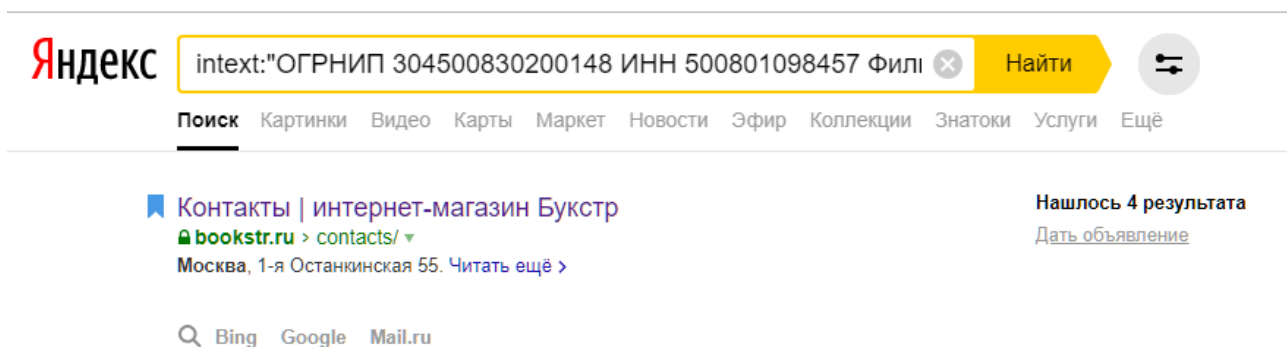 Яндекс intext:"ОГРНИП 304500830200148 ИНН 500801098457 Фили Найти
Поиск Картинки Видео Карты Маркет Новости Эфир Коллекции Знатоки Услуги Ещё
Контакты | интернет-магазин Букстр
bookstr.ru › contacts/
Москва, 1-я Останкинская 55. Читать ещё ›
Нашлось 4 результата
Дать объявление
Bing Google Mail.ru